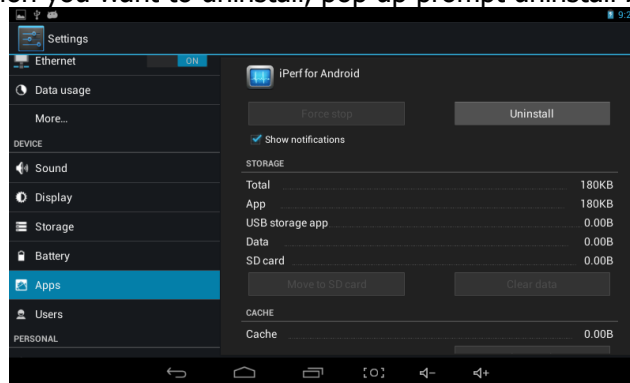 9:2
Settings
Ethernet
ON
Data usage
More...
DEVICE
Sound
Display
Storage
Battery
Apps
Users
PERSONAL
iPerf for Android
Force stop
Uninstall
Show notifications
STORAGE
Total 180KB
App 180KB
USB storage app 0.00B
Data 0.00B
SD card 0.00B
Move to SD card
Clear data
CACHE
Cache 0.00B